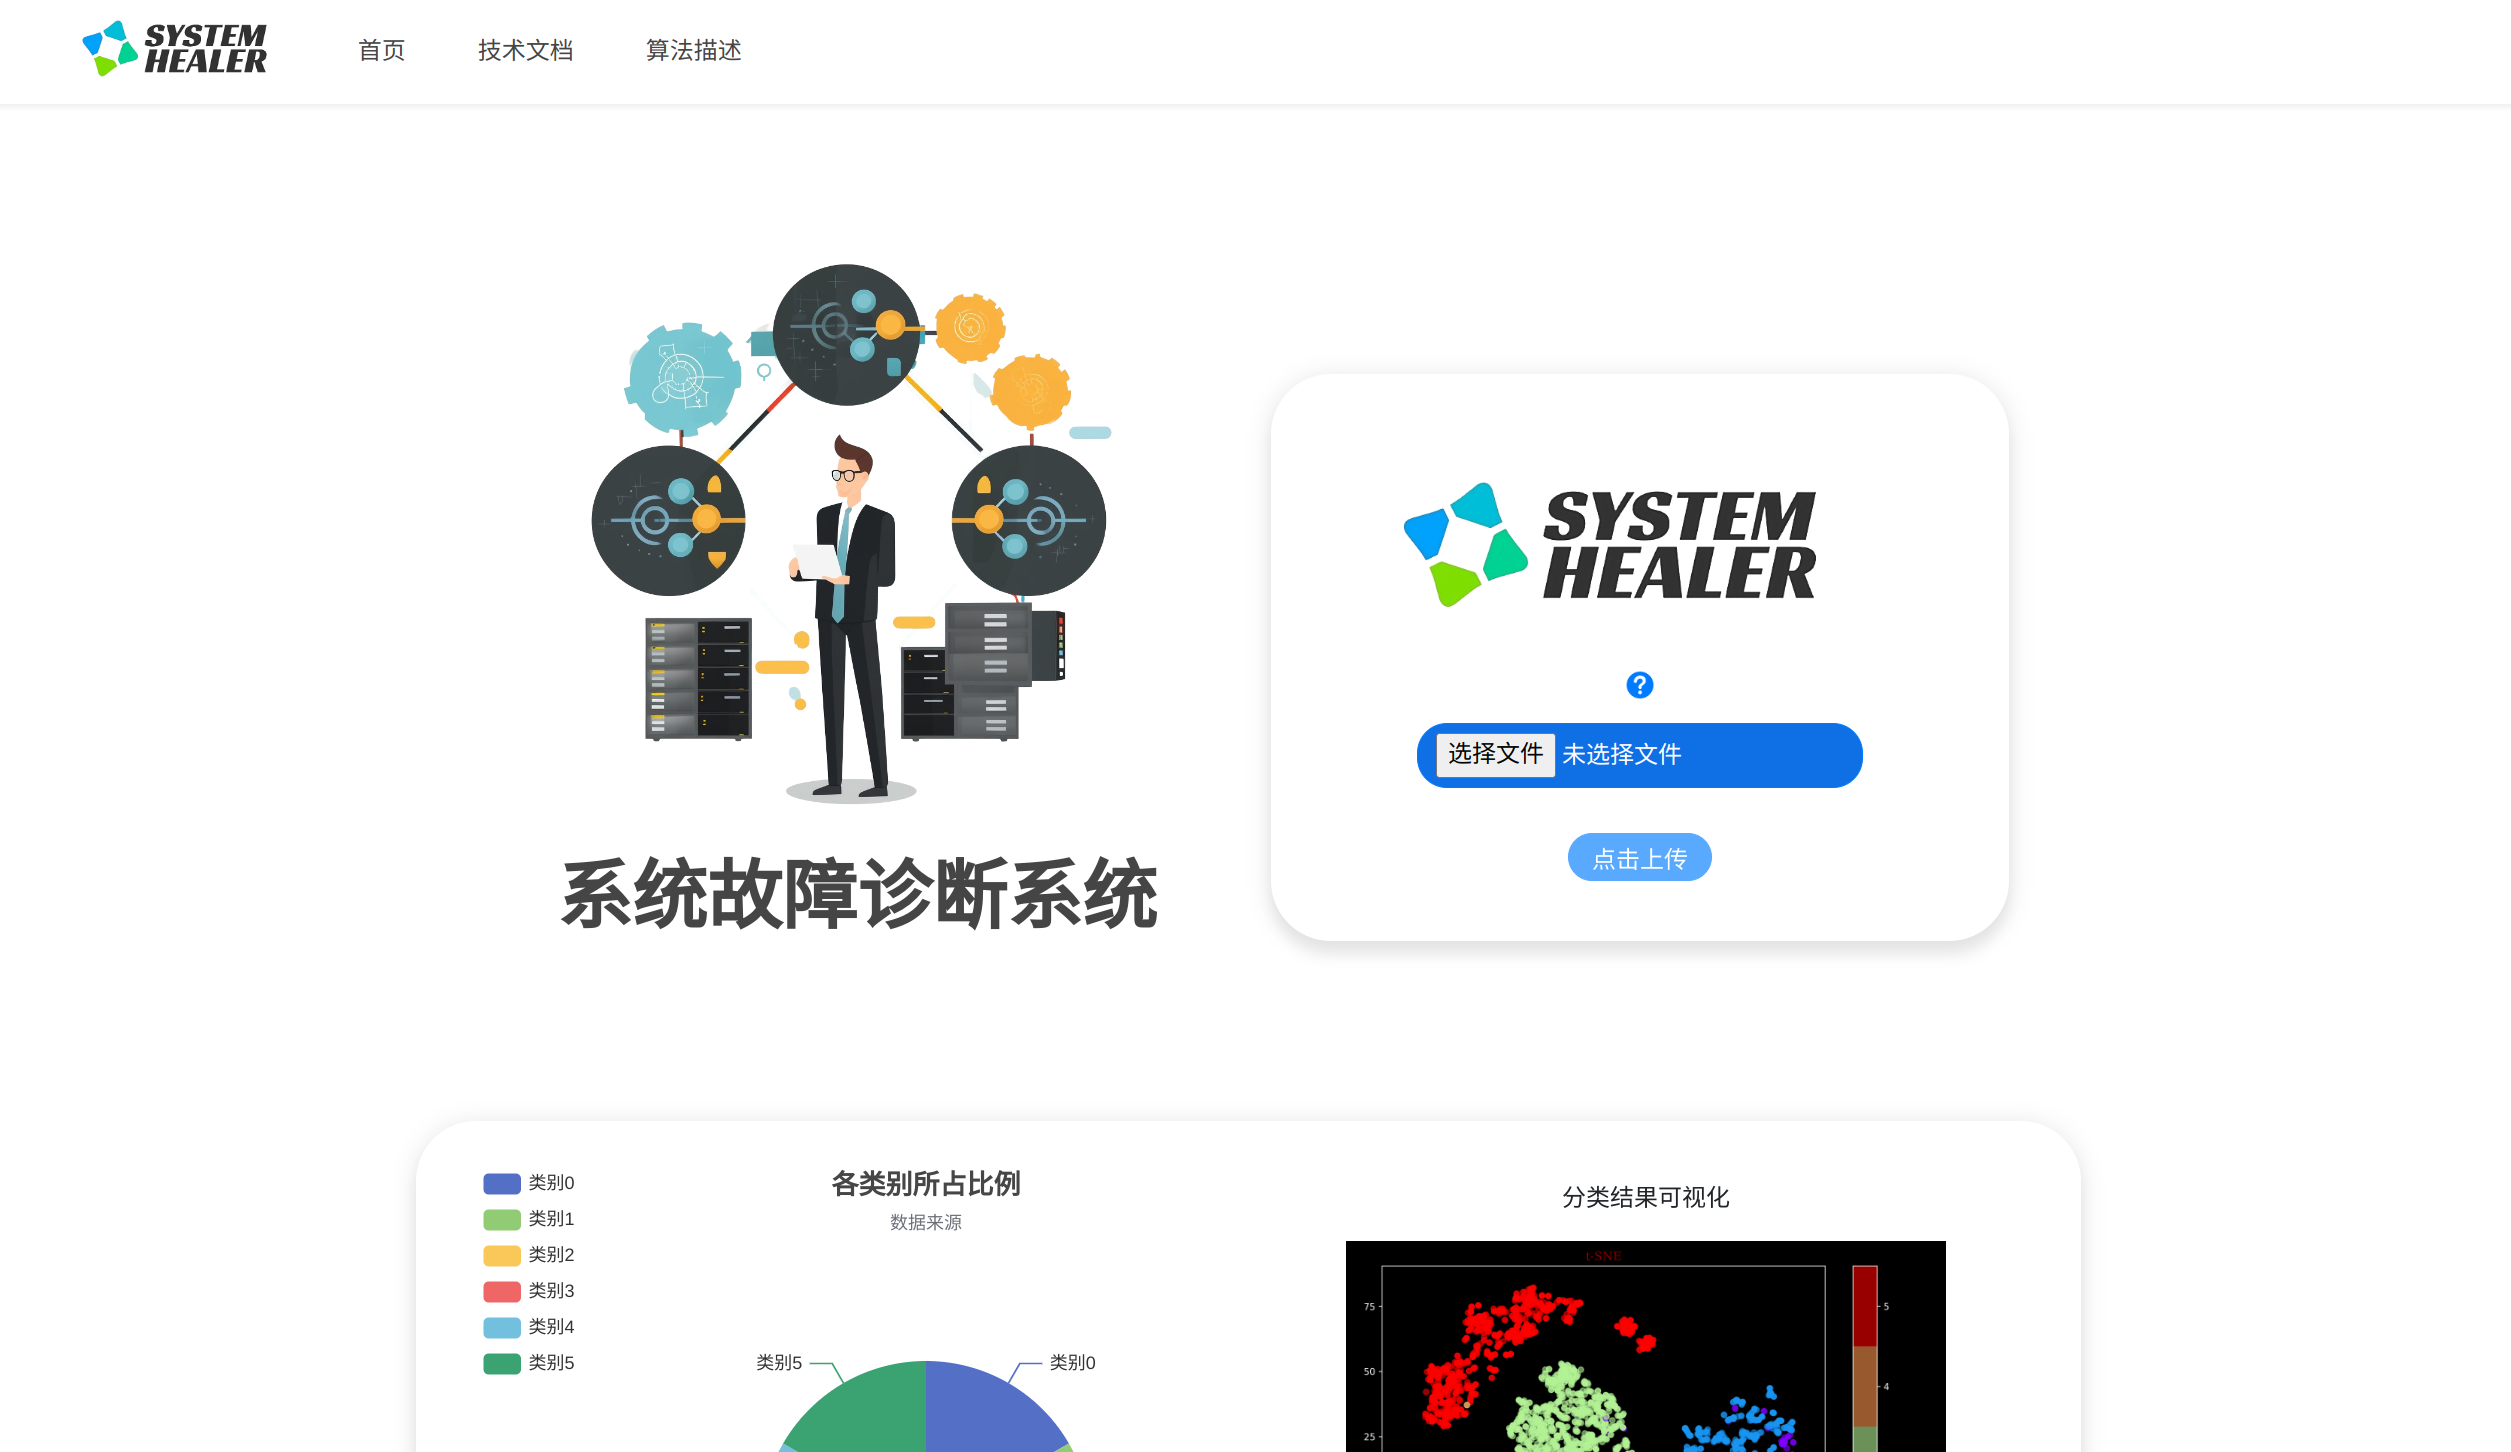 SYSTEM
HEALER
首页
技术文档
算法描述
系统故障诊断系统
SYSTEM
HEALER
?
选择文件 未选择文件
点击上传
类别0
类别1
类别2
类别3
类别4
类别5
各类别所占比例
数据来源
类别5
类别0
分类结果可视化
t-SNE
75
50
25
5
4